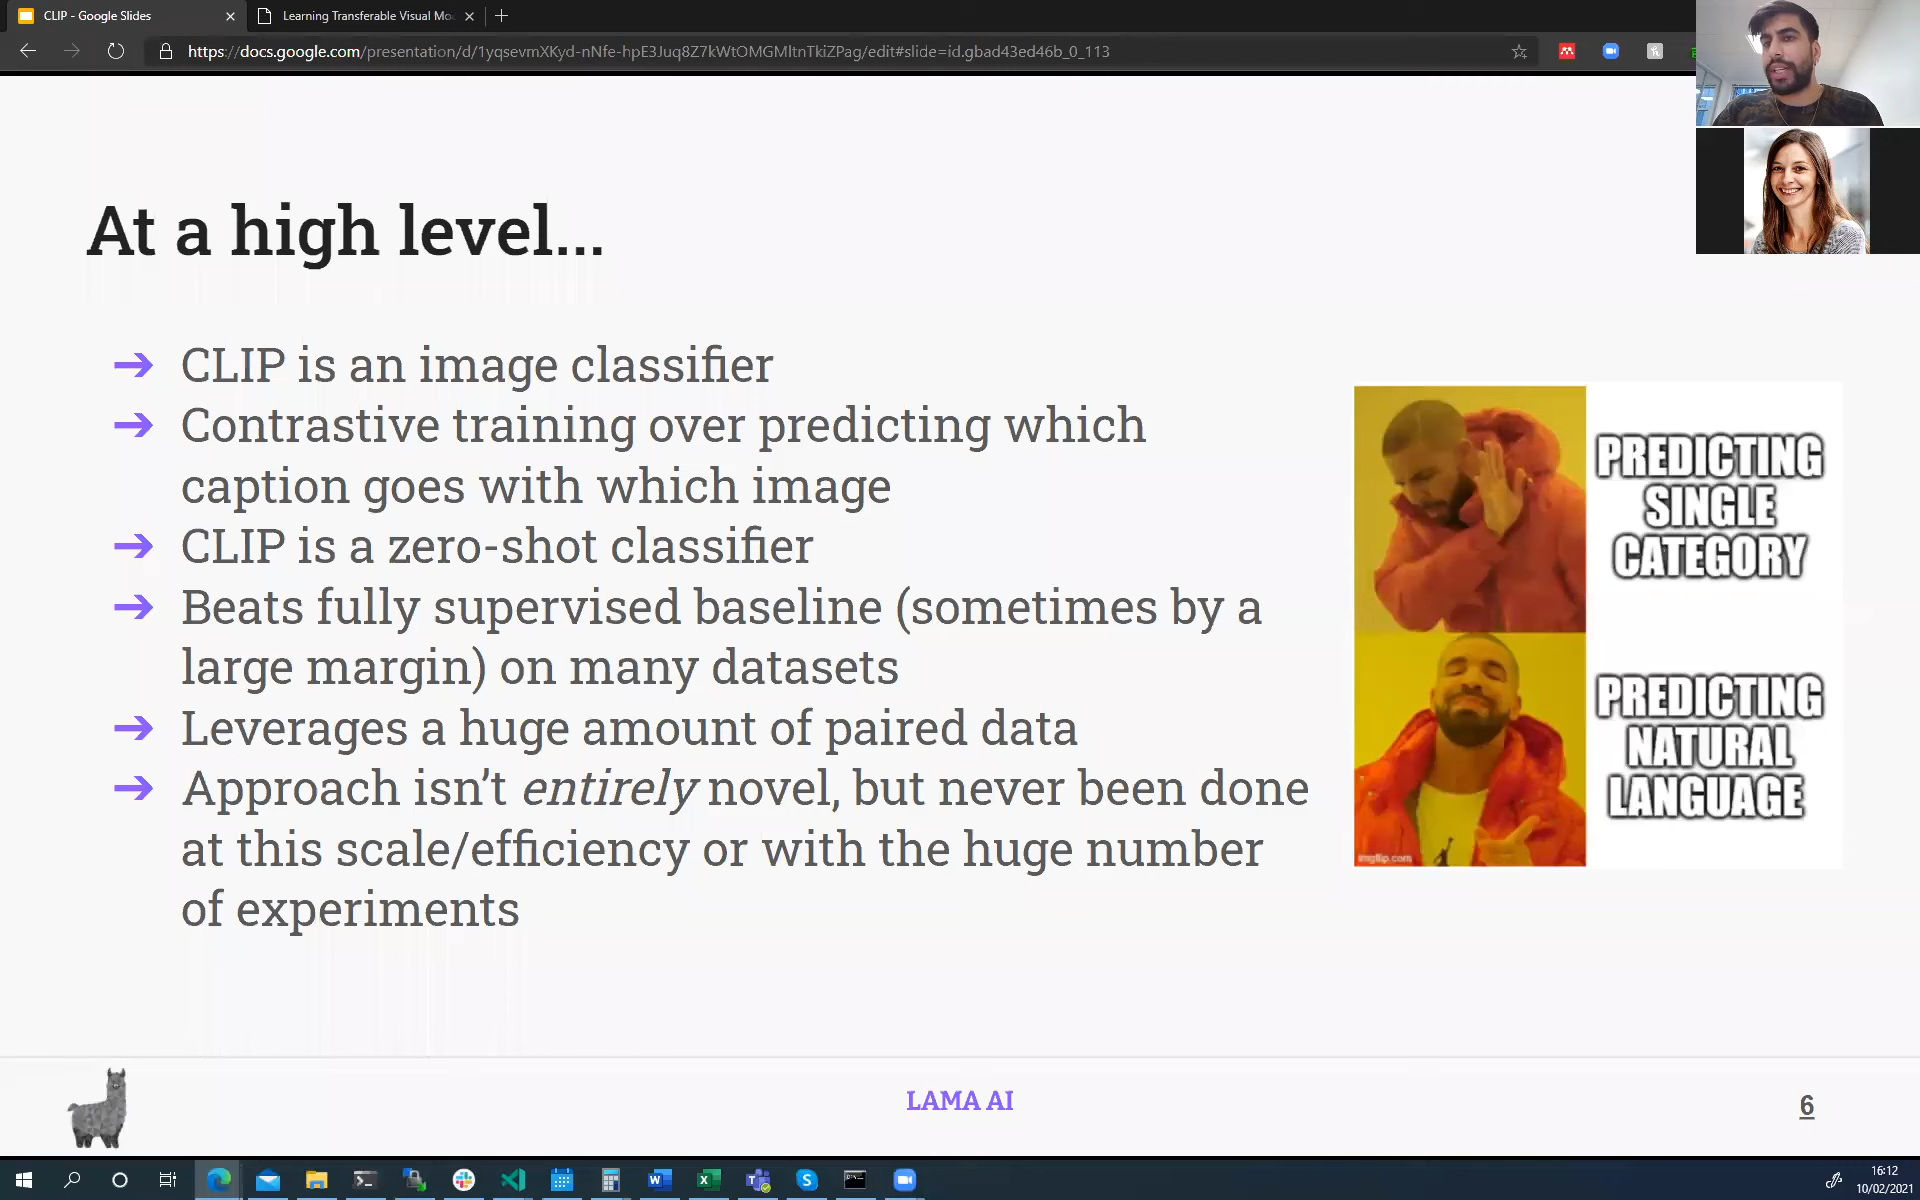 CLIP - Google Slides
Learning Transferable Visual Mo
https://docs.google.com/presentation/d/1yqsevmXKyd-nNfe-hpE3Juq8Z7kWtOMGMltnTkiZPag/edit#slide=id.gbad43ed46b_0_113
At a high level...
➔ CLIP is an image classifier
➔ Contrastive training over predicting which
caption goes with which image
➔ CLIP is a zero-shot classifier
➔ Beats fully supervised baseline (sometimes by a
large margin) on many datasets
➔ Leverages a huge amount of paired data
➔ Approach isn’t entirely novel, but never been done
at this scale/efficiency or with the huge number
of experiments
PREDICTING
SINGLE
CATEGORY
PREDICTING
NATURAL
LANGUAGE
imgflip.com
LAMA AI
6
16:12
10/02/2021